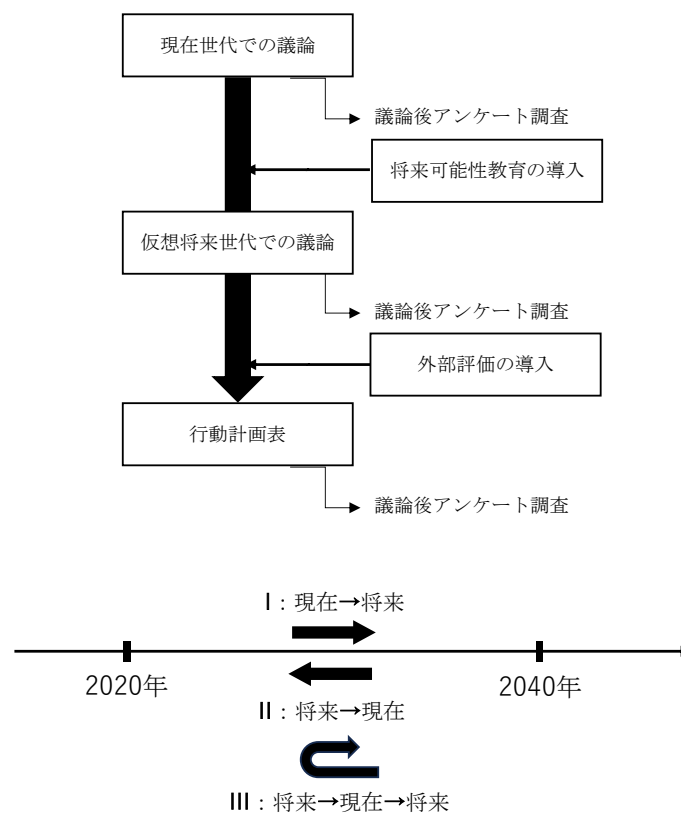 現在世代での議論
議論後アンケート調査
将来可能性教育の導入
仮想将来世代での議論
議論後アンケート調査
外部評価の導入
行動計画表
議論後アンケート調査
Ⅰ：現在→将来
2020年
2040年
Ⅱ：将来→現在
Ⅲ：将来→現在→将来